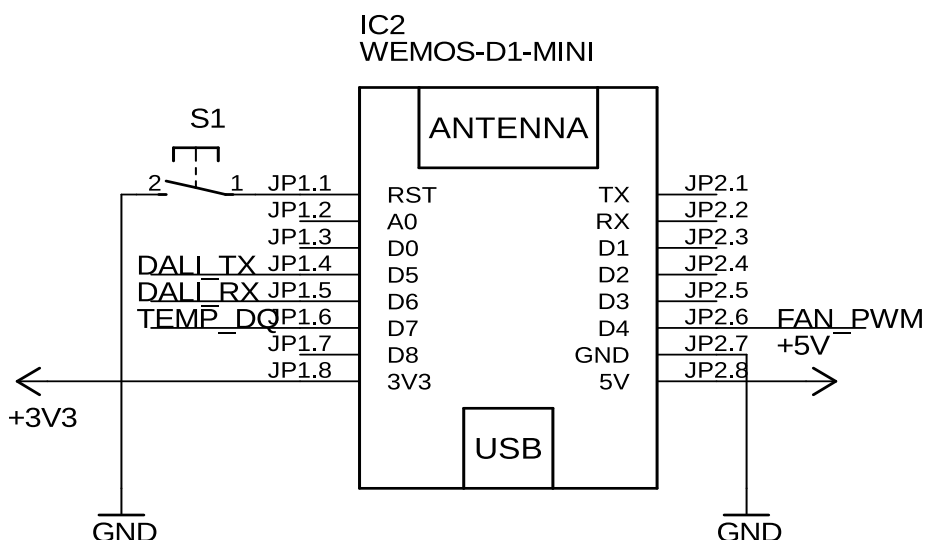 IC2
WEMOS-D1-MINI
ANTENNA
S1
2
1
JP1.1
RST
TX
JP2.1
JP1.2
A0
RX
JP2.2
JP1.3
D0
D1
JP2.3
DALI_TX
JP1.4
D5
D2
JP2.4
DALI_RX
JP1.5
D6
D3
JP2.5
TEMP_DQ
JP1.6
D7
D4
JP2.6
FAN_PWM
JP1.7
D8
GND
JP2.7
+5V
JP1.8
3V3
5V
JP2.8
+3V3
USB
GND
GND